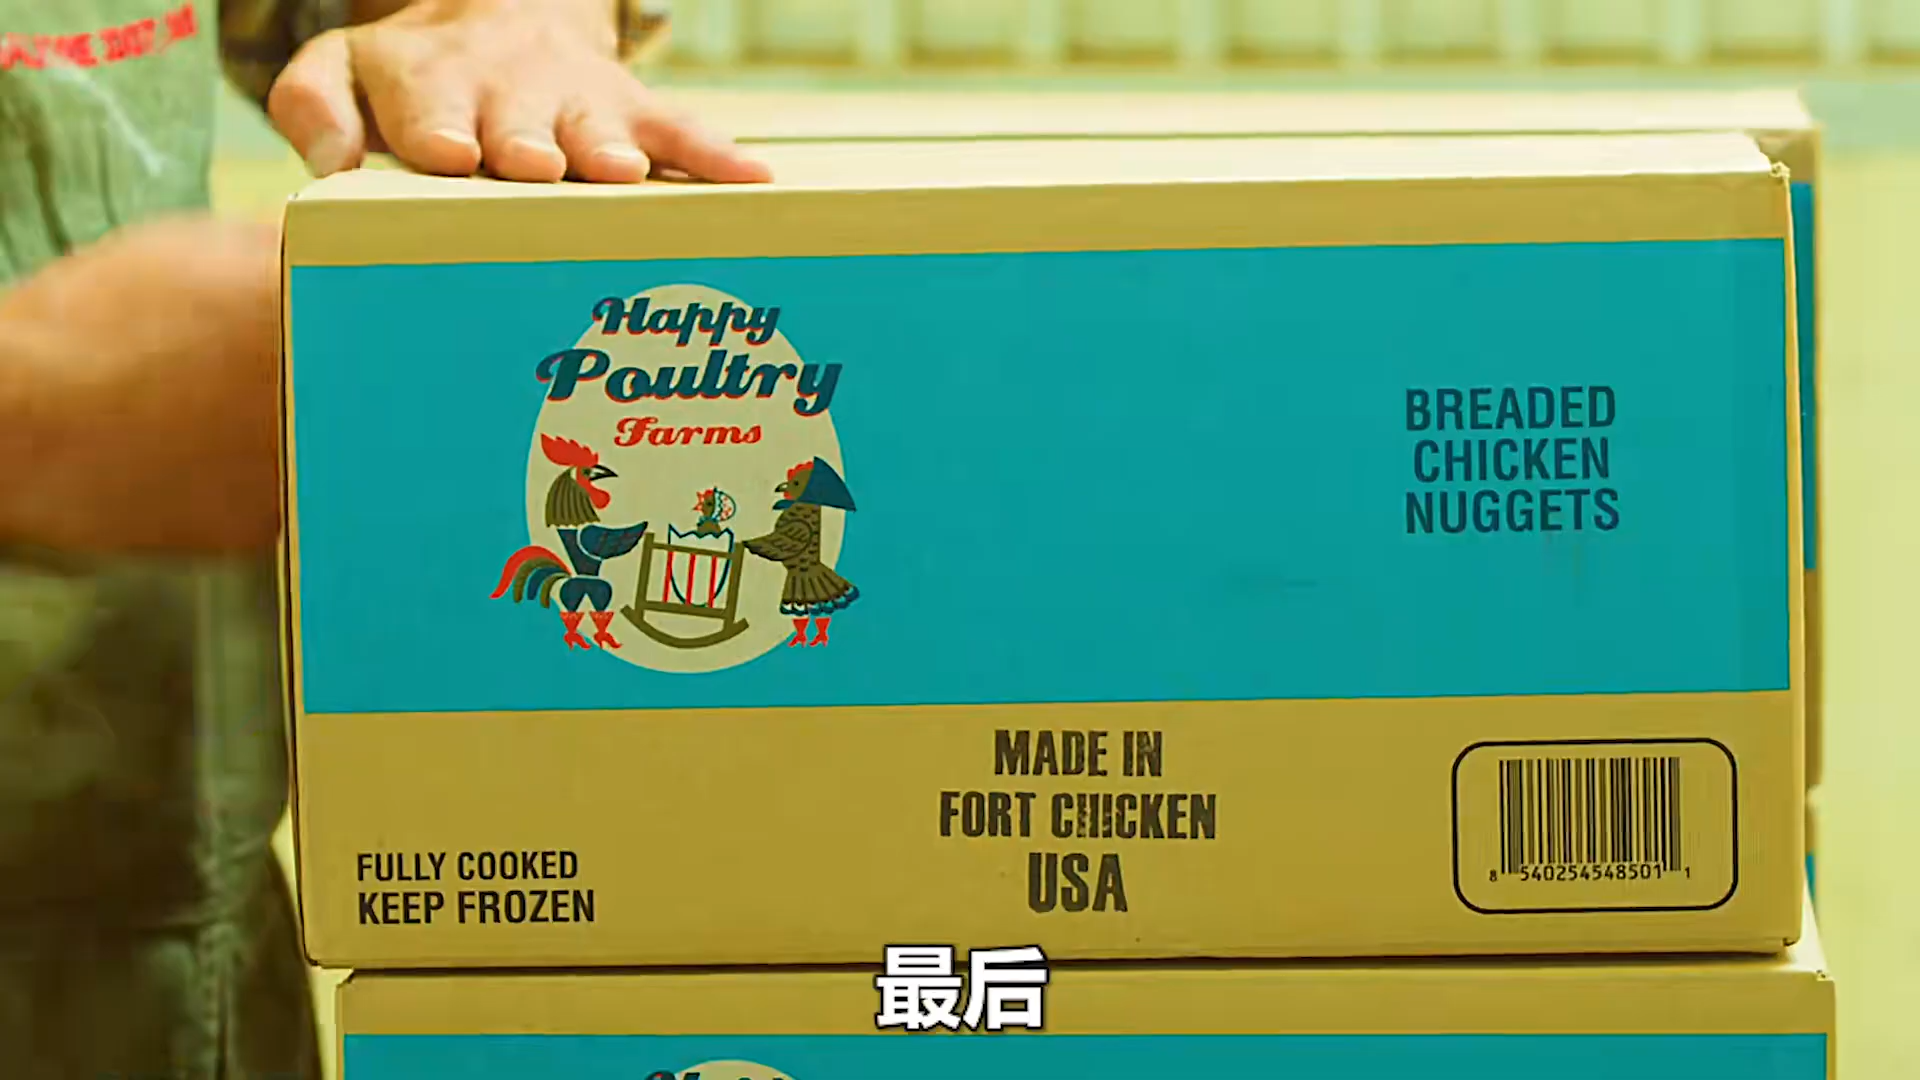 Happy
Poultry
Farms
BREADED
CHICKEN
NUGGETS
MADE IN
FORT CHICKEN
USA
FULLY COOKED
KEEP FROZEN
8 540254548501 1
最后